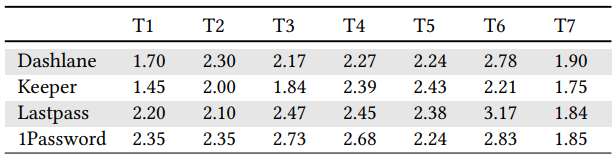 T1 T2 T3 T4 T5 T6 T7
Dashlane 1.70 2.30 2.17 2.27 2.24 2.78 1.90
Keeper 1.45 2.00 1.84 2.39 2.43 2.21 1.75
Lastpass 2.20 2.10 2.47 2.45 2.38 3.17 1.84
1Password 2.35 2.35 2.73 2.68 2.24 2.83 1.85